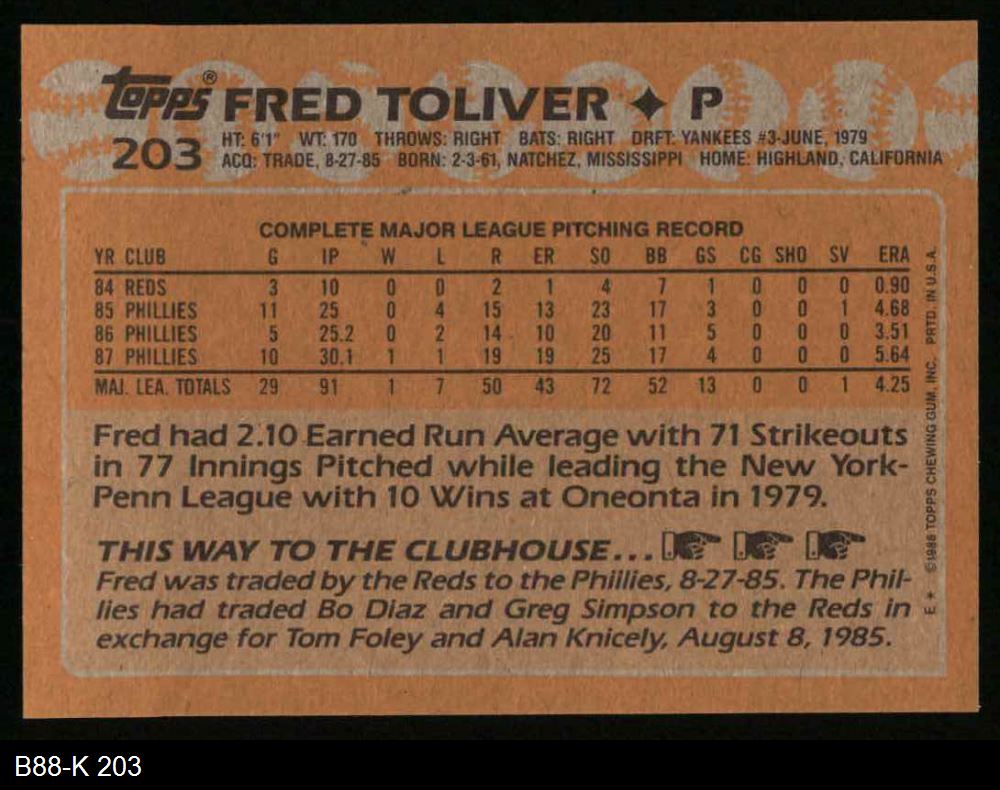 topps® FRED TOLIVER ✦ P
203 HT: 6'1" WT: 170 THROWS: RIGHT BATS: RIGHT DRFT: YANKEES #3-JUNE, 1979
ACQ: TRADE, 8-27-85 BORN: 2-3-61, NATCHEZ, MISSISSIPPI HOME: HIGHLAND, CALIFORNIA
COMPLETE MAJOR LEAGUE PITCHING RECORD
YR CLUB G IP W L R ER SO BB GS CG SHO SV ERA
84 REDS 3 10 0 0 2 1 4 7 1 0 0 0 0.90
85 PHILLIES 11 25 0 4 15 13 23 17 3 0 0 1 4.68
86 PHILLIES 5 25.2 0 2 14 10 20 11 5 0 0 0 3.51
87 PHILLIES 10 30.1 1 1 19 19 25 17 4 0 0 0 5.64
MAJ. LEA. TOTALS 29 91 1 7 50 43 72 52 13 0 0 1 4.25
Fred had 2.10 Earned Run Average with 71 Strikeouts
in 77 Innings Pitched while leading the New York-
Penn League with 10 Wins at Oneonta in 1979.
THIS WAY TO THE CLUBHOUSE...
Fred was traded by the Reds to the Phillies, 8-27-85. The Phil-
lies had traded Bo Diaz and Greg Simpson to the Reds in
exchange for Tom Foley and Alan Knicely, August 8, 1985.
E* ©1988 TOPPS CHEWING GUM, INC. PRTD. IN U.S.A.
B88-K 203